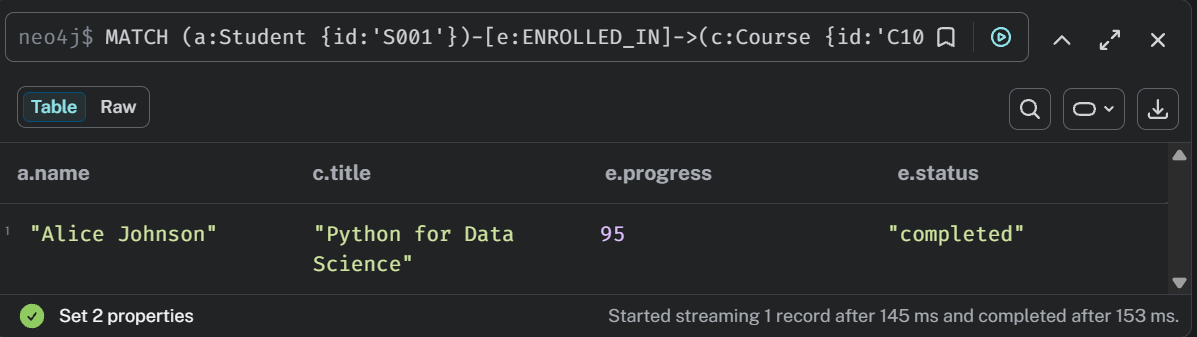 neo4j$ MATCH (a:Student {id:'S001'})-[e:ENROLLED_IN]->(c:Course {id:'C10
Table Raw
a.name c.title e.progress e.status
1 "Alice Johnson" "Python for Data 95 "completed"
Science"
Set 2 properties Started streaming 1 record after 145 ms and completed after 153 ms.